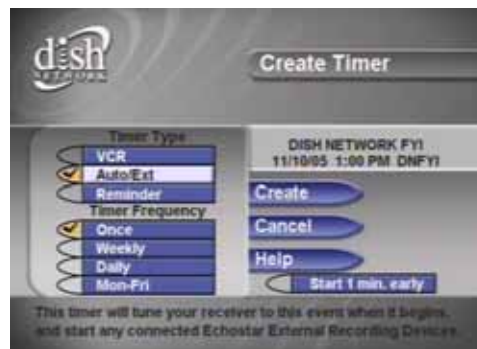 dish
NETWORK
Create Timer
Timer Type
VCR
Auto/Ext
Reminder
Timer Frequency
Once
Weekly
Daily
Mon-Fri
DISH NETWORK FYI
11/10/05 1:00 PM DNFYI
Create
Cancel
Help
Start 1 min. early
This timer will tune your receiver to this event when it begins,
and start any connected Echostar External Recording Devices.